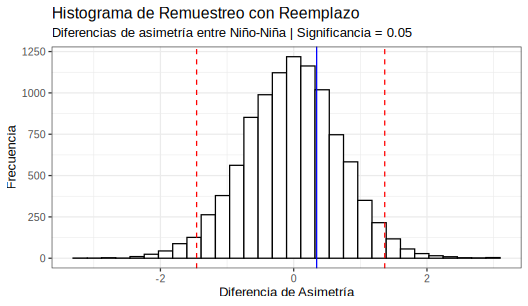 Histograma de Remuestreo con Reemplazo
Diferencias de asimetría entre Niño-Niña | Significancia = 0.05
1250
1000
750
500
250
0
Frecuencia
-2
0
2
Diferencia de Asimetría